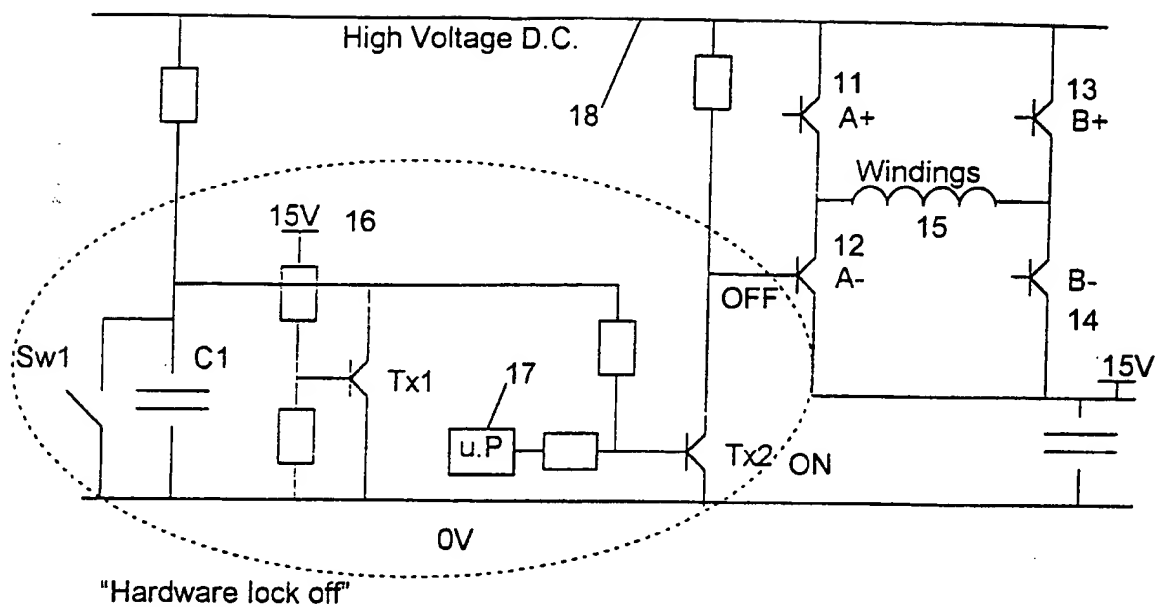 High Voltage D.C.
18
11
A+
13
B+
Windings
15
15V
16
12
A-
OFF
B-
14
Sw1
C1
Tx1
17
u.P
Tx2
ON
15V
0V
"Hardware lock off"